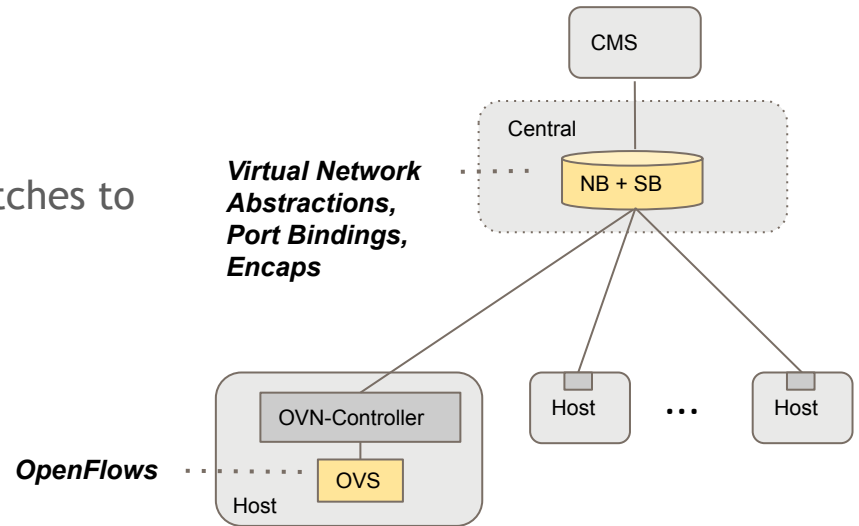 CMS
Central
NB + SB
tches to
Virtual Network
Abstractions,
Port Bindings,
Encaps
OVN-Controller
OVS
Host
OpenFlows
Host
...
Host